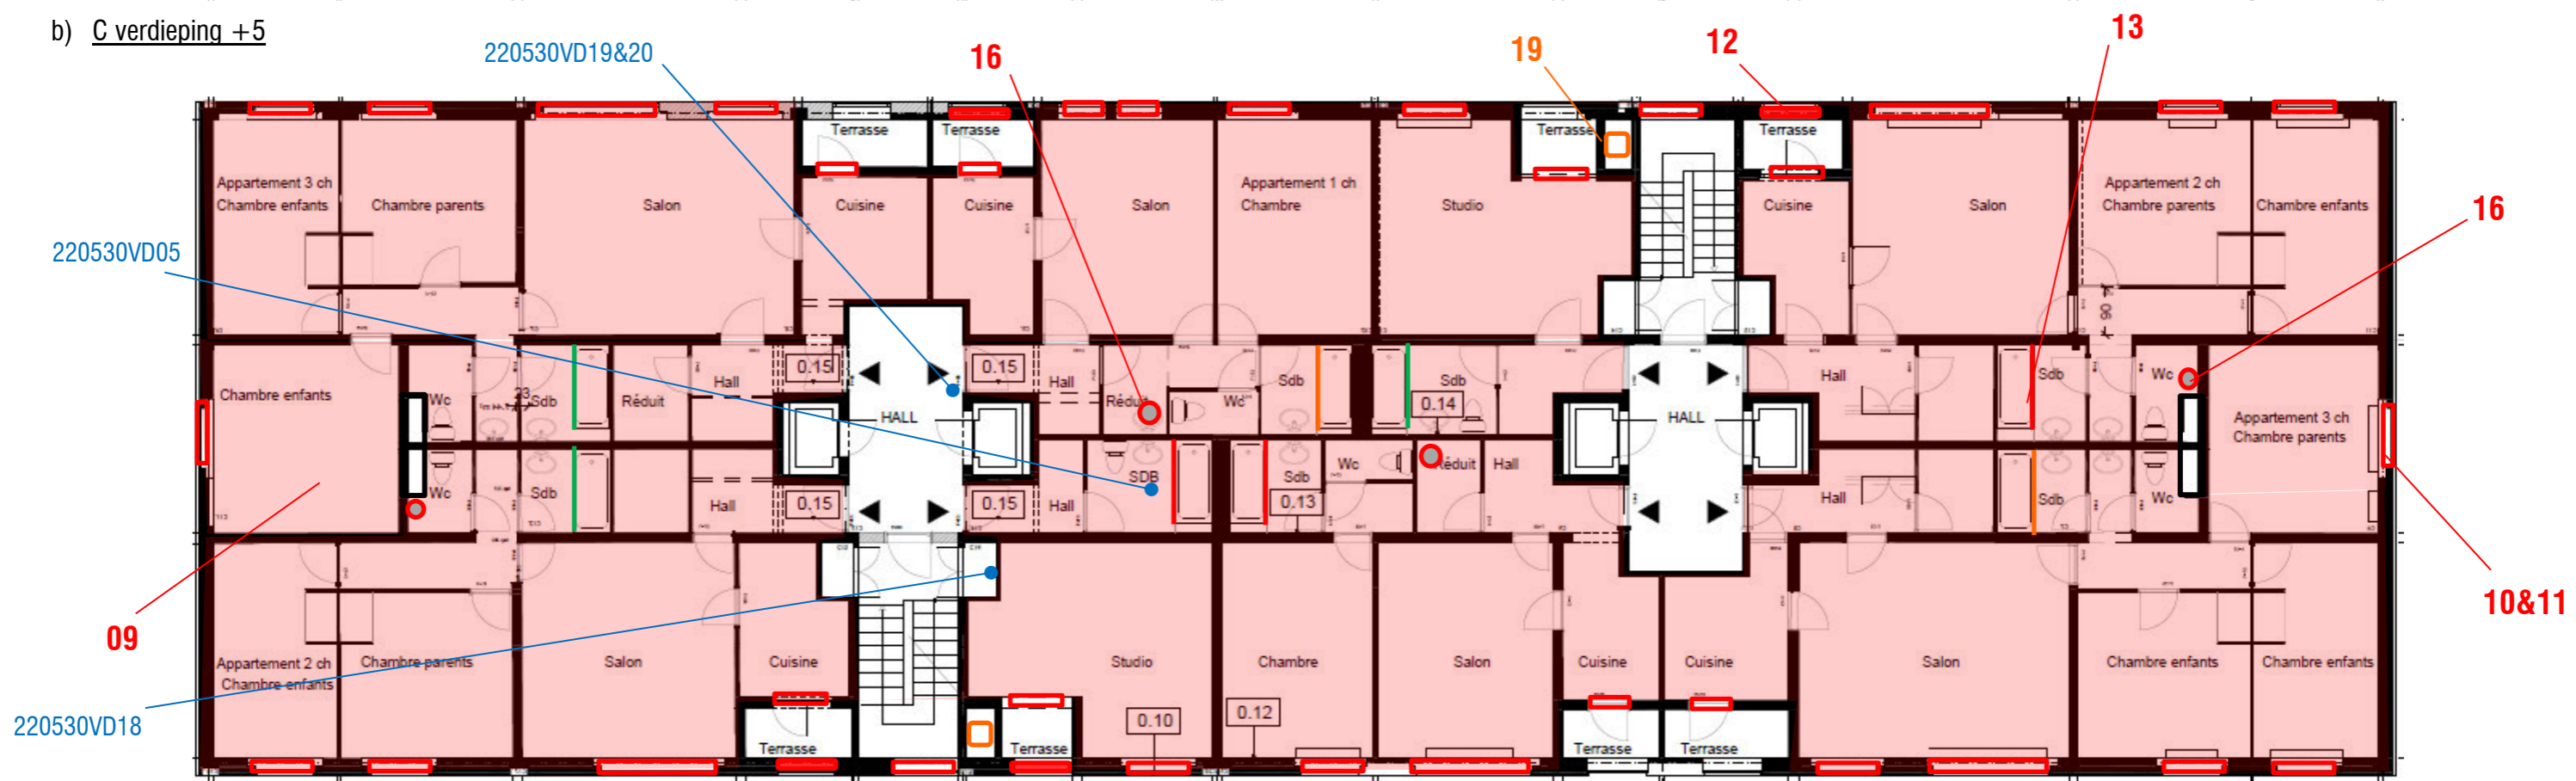 b) C verdieping +5
220530VD19&20
16
19
12
13
Terrasse
Terrasse
Terrasse
Terrasse
Appartement 3 ch
Chambre enfants
Chambre parents
Salon
Cuisine
Cuisine
Salon
Appartement 1 ch
Chambre
Studio
Cuisine
Salon
Appartement 2 ch
Chambre parents
Chambre enfants
16
220530VD05
90
Chambre enfants
Wc
23
Sdb
Réduit
Hall
0.15
HALL
0.15
Hall
Réduit
Wc
Sdb
Sdb
0.14
HALL
Hall
Sdb
Wc
Appartement 3 ch
Chambre parents
Wc
Sdb
Hall
0.15
0.15
Hall
SDB
Sdb
0.13
Wc
Réduit
Hall
Hall
Sdb
Wc
09
10&11
Appartement 2 ch
Chambre enfants
Chambre parents
Salon
Cuisine
Studio
Chambre
Salon
Cuisine
Cuisine
Salon
Chambre enfants
Chambre enfants
220530VD18
0.10
0.12
Terrasse
Terrasse
Terrasse
Terrasse